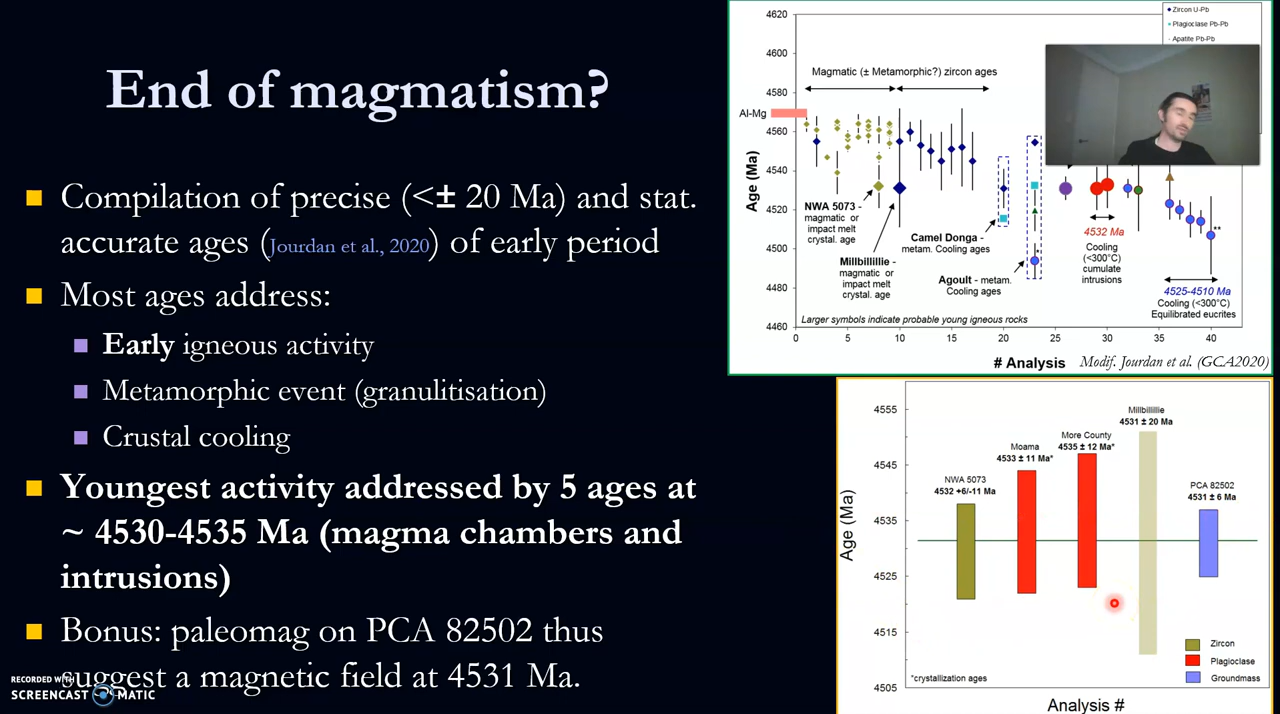 End of magmatism?
Compilation of precise (<± 20 Ma) and stat.
accurate ages (Jourdan et al., 2020) of early period
Most ages address:
Early igneous activity
Metamorphic event (granulitisation)
Crustal cooling
Youngest activity addressed by 5 ages at
~ 4530-4535 Ma (magma chambers and
intrusions)
Bonus: paleomag on PCA 82502 thus
suggest a magnetic field at 4531 Ma.
RECORDED WITH
SCREENCAST MATIC
Zircon U-Pb
Plagioclase Pb-Pb
Apatite Pb-Pb
Age (Ma)
4620
4600
4580
4560
4540
4520
4500
4480
4460
Al-Mg
Magmatic (± Metamorphic?) zircon ages
NWA 5073 -
magmatic or
impact melt
crystal. age
Millbillillie -
magmatic or
impact melt
crystal. age
Camel Donga -
metam. Cooling ages
Agoult - metam.
Cooling ages
4532 Ma
Cooling
(<300°C)
cumulate
intrusions
**
4525-4510 Ma
Cooling (<300°C)
Equilibrated eucrites
Larger symbols indicate probable young igneous rocks
0 5 10 15 20 25 30 35 40
# Analysis
Modif. Jourdan et al. (GCA2020)
Age (Ma)
4555
4545
4535
4525
4515
4505
NWA 5073
4532 +6/-11 Ma
Moama
4533 ± 11 Ma*
More County
4535 ± 12 Ma*
Millbillillie
4531 ± 20 Ma
PCA 82502
4531 ± 6 Ma
Zircon
Plagioclase
Groundmass
*crystallization ages
Analysis #